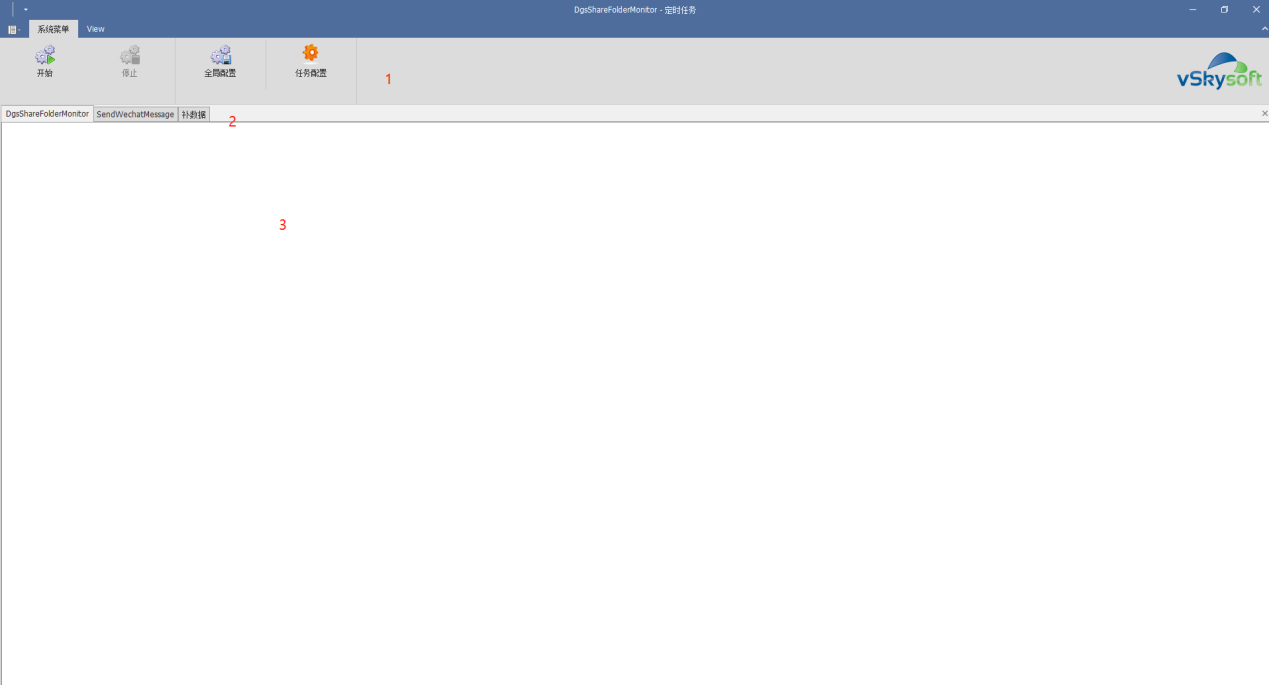 DgsShareFolderMonitor - 定时任务
系统菜单 View
开始 停止 全局配置 任务配置 1
vSkysoft
DgsShareFolderMonitor SendWechatMessage 补数据 2
3